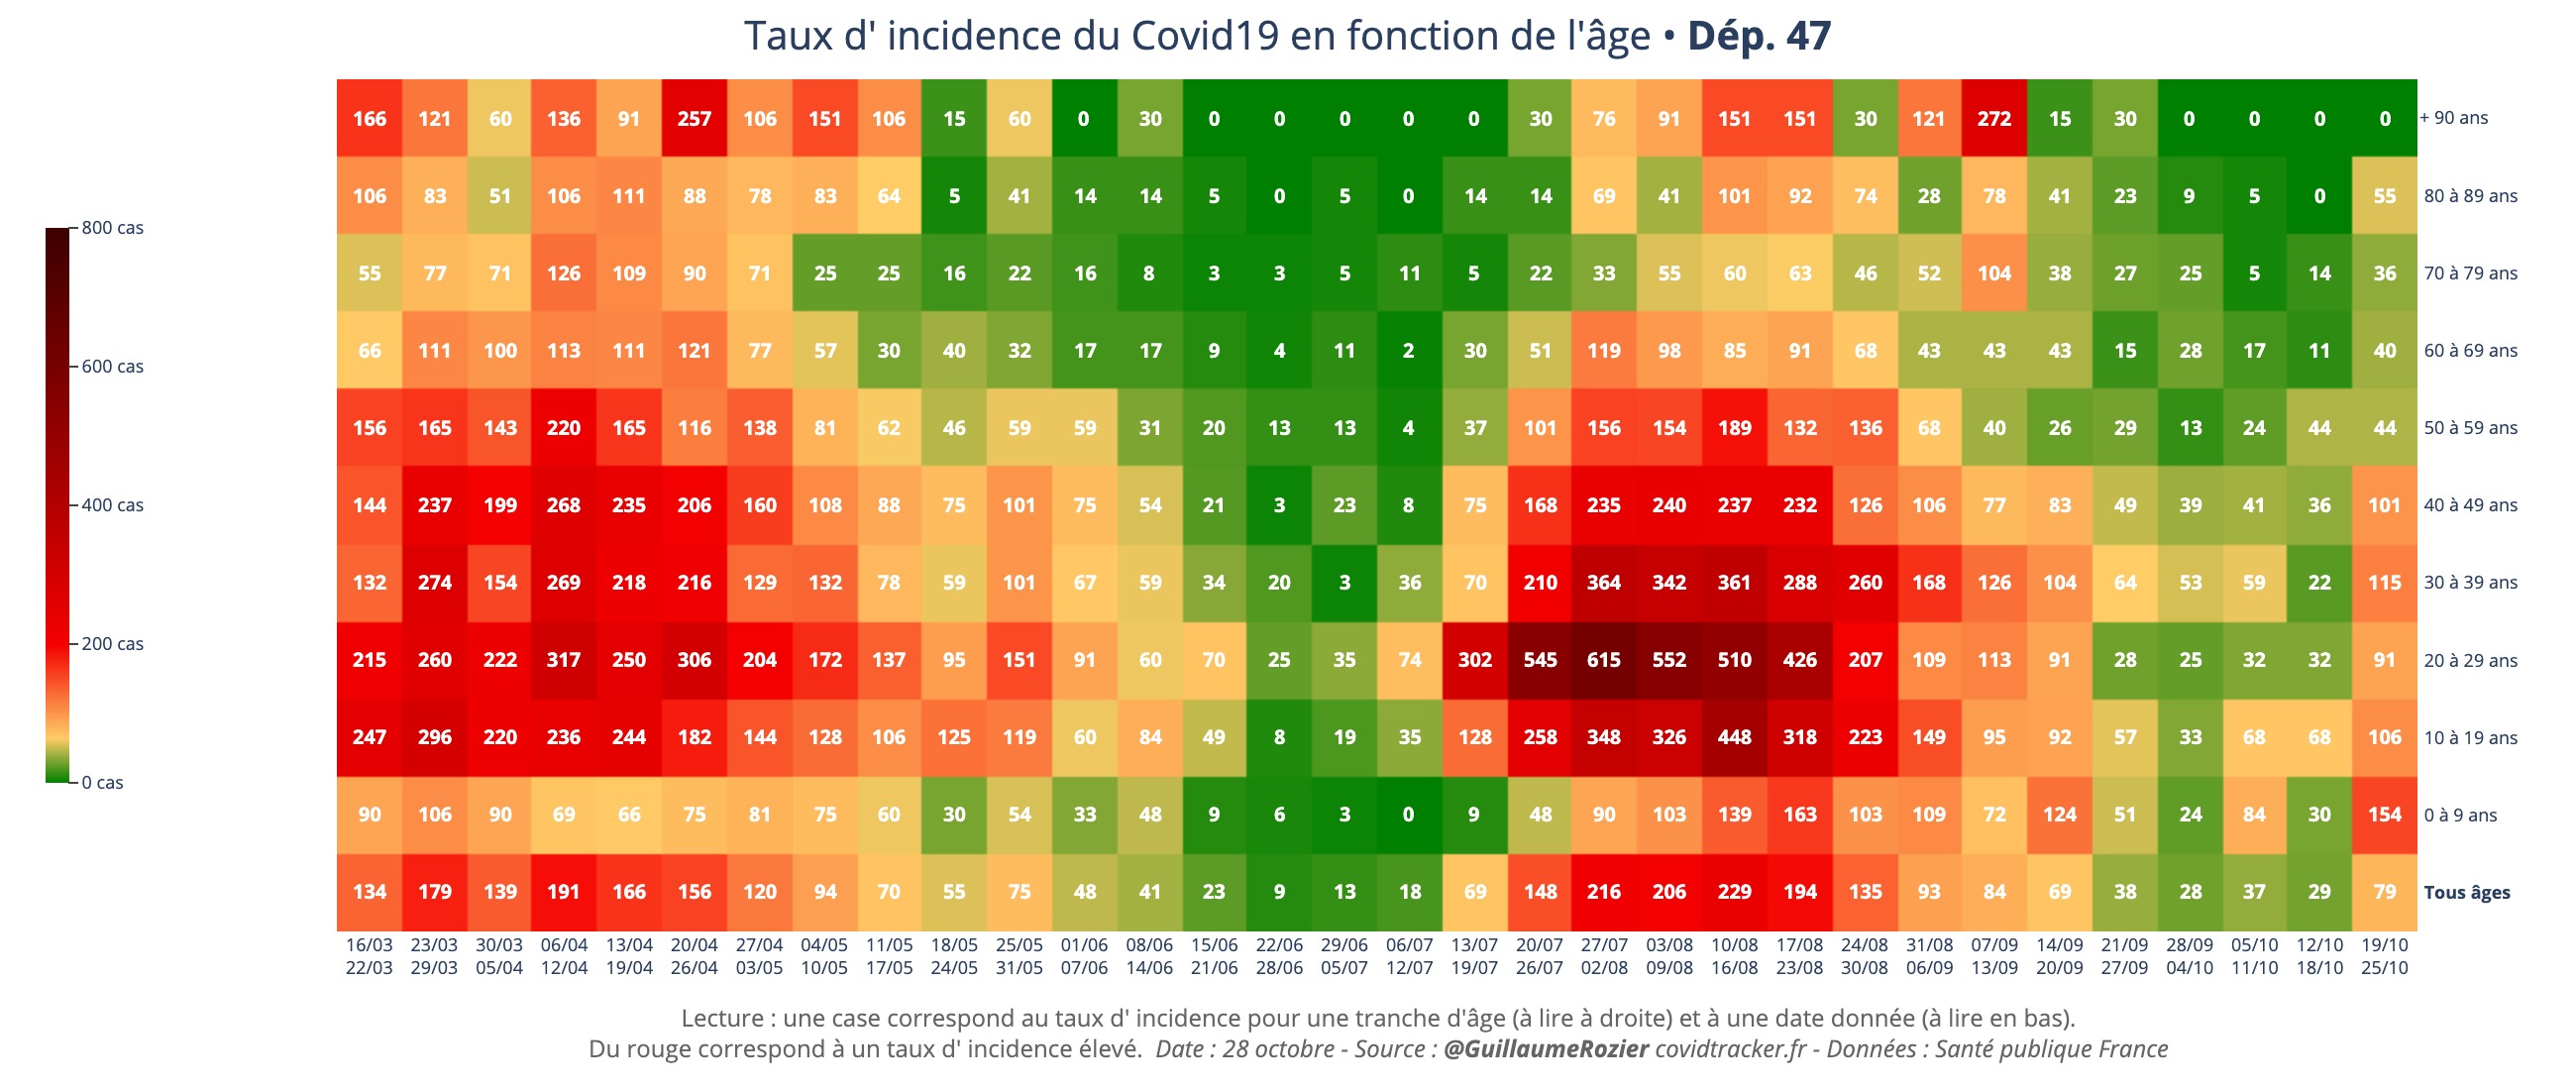 Taux d' incidence du Covid19 en fonction de l'âge • Dép. 47
166 121 60 136 91 257 106 151 106 15 60 0 30 0 0 0 0 0 30 76 91 151 151 30 121 272 15 30 0 0 0 0 + 90 ans
106 83 51 106 111 88 78 83 64 5 41 14 14 5 0 5 0 14 14 69 41 101 92 74 28 78 41 23 9 5 0 55 80 à 89 ans
800 cas
55 77 71 126 109 90 71 25 25 16 22 16 8 3 3 5 11 5 22 33 55 60 63 46 52 104 38 27 25 5 14 36 70 à 79 ans
66 111 100 113 111 121 77 57 30 40 32 17 17 9 4 11 2 30 51 119 98 85 91 68 43 43 43 15 28 17 11 40 60 à 69 ans
600 cas
156 165 143 220 165 116 138 81 62 46 59 59 31 20 13 13 4 37 101 156 154 189 132 136 68 40 26 29 13 24 44 44 50 à 59 ans
400 cas
144 237 199 268 235 206 160 108 88 75 101 75 54 21 3 23 8 75 168 235 240 237 232 126 106 77 83 49 39 41 36 101 40 à 49 ans
132 274 154 269 218 216 129 132 78 59 101 67 59 34 20 3 36 70 210 364 342 361 288 260 168 126 104 64 53 59 22 115 30 à 39 ans
200 cas
215 260 222 317 250 306 204 172 137 95 151 91 60 70 25 35 74 302 545 615 552 510 426 207 109 113 91 28 25 32 32 91 20 à 29 ans
247 296 220 236 244 182 144 128 106 125 119 60 84 49 8 19 35 128 258 348 326 448 318 223 149 95 92 57 33 68 68 106 10 à 19 ans
0 cas
90 106 90 69 66 75 81 75 60 30 54 33 48 9 6 3 0 9 48 90 103 139 163 103 109 72 124 51 24 84 30 154 0 à 9 ans
134 179 139 191 166 156 120 94 70 55 75 48 41 23 9 13 18 69 148 216 206 229 194 135 93 84 69 38 28 37 29 79 Tous âges
16/03 23/03 30/03 06/04 13/04 20/04 27/04 04/05 11/05 18/05 25/05 01/06 08/06 15/06 22/06 29/06 06/07 13/07 20/07 27/07 03/08 10/08 17/08 24/08 31/08 07/09 14/09 21/09 28/09 05/10 12/10 19/10
22/03 29/03 05/04 12/04 19/04 26/04 03/05 10/05 17/05 24/05 31/05 07/06 14/06 21/06 28/06 05/07 12/07 19/07 26/07 02/08 09/08 16/08 23/08 30/08 06/09 13/09 20/09 27/09 04/10 11/10 18/10 25/10
Lecture : une case correspond au taux d' incidence pour une tranche d'âge (à lire à droite) et à une date donnée (à lire en bas).
Du rouge correspond à un taux d' incidence élevé. Date : 28 octobre - Source : @GuillaumeRozier covidtracker.fr - Données : Santé publique France